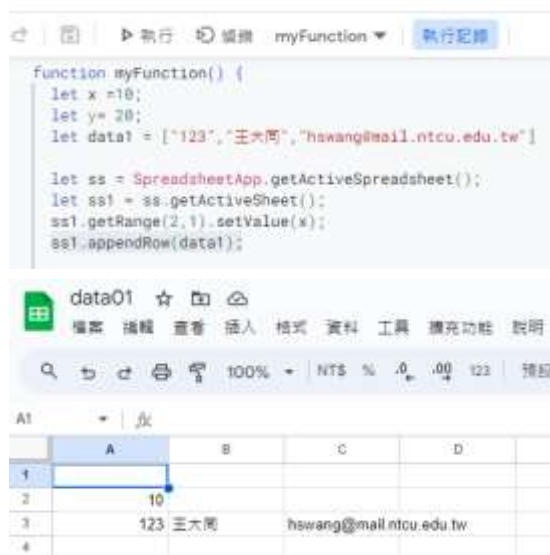 執行 偵錯 myFunction 執行記錄
function myFunction() {
let x =10;
let y= 20;
let data1 = ["123","王大同","hswang@mail.ntcu.edu.tw"]
let ss = SpreadsheetApp.getActiveSpreadsheet();
let ss1 = ss.getActiveSheet();
ss1.getRange(2,1).setValue(x);
ss1.appendRow(data1);
data01
檔案 編輯 查看 插入 格式 資料 工具 擴充功能 說明
100% NT$ % .0 .00 123
A1 fx
A B C D
1
2 10
3 123 王大同 hswang@mail.ntcu.edu.tw
4